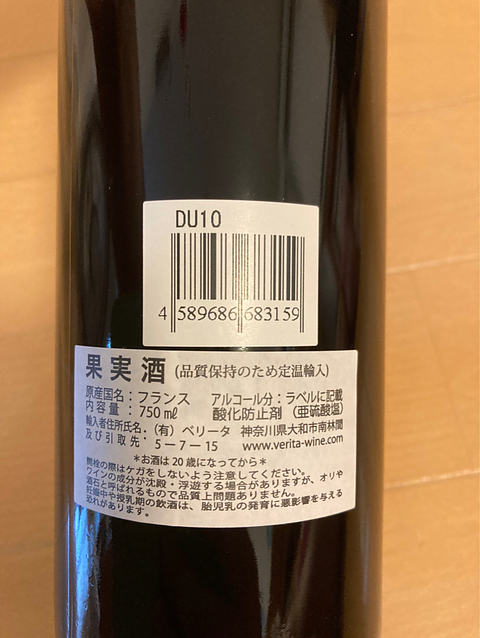 DU10
4 589686 683159
果実酒 (品質保持のため定温輸入)
原産国名：フランス アルコール分：ラベルに記載
内容量：750㎖ 酸化防止剤（亜硫酸塩）
輸入者住所氏名：（有）ベリータ 神奈川県大和市南林間
及び引取先：5－7－15 www.verita-wine.com
＊お酒は20歳になってから＊
開栓の際はケガをしないよう注意してください。
ワインの成分が沈殿・浮遊する場合がありますが、オリや
酒石と呼ばれるもので品質上問題ありません。
妊娠中や授乳期の飲酒は、胎児乳の発育に悪影響を与える
恐れがあります。